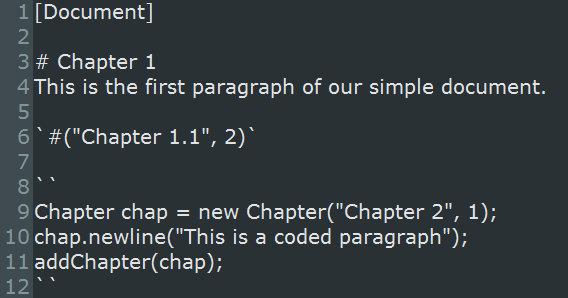 1 [Document]
2
3 # Chapter 1
4 This is the first paragraph of our simple document.
5
6 `#("Chapter 1.1", 2)`
7
8 ``
9 Chapter chap = new Chapter("Chapter 2", 1);
10 chap.newline("This is a coded paragraph");
11 addChapter(chap);
12 ``